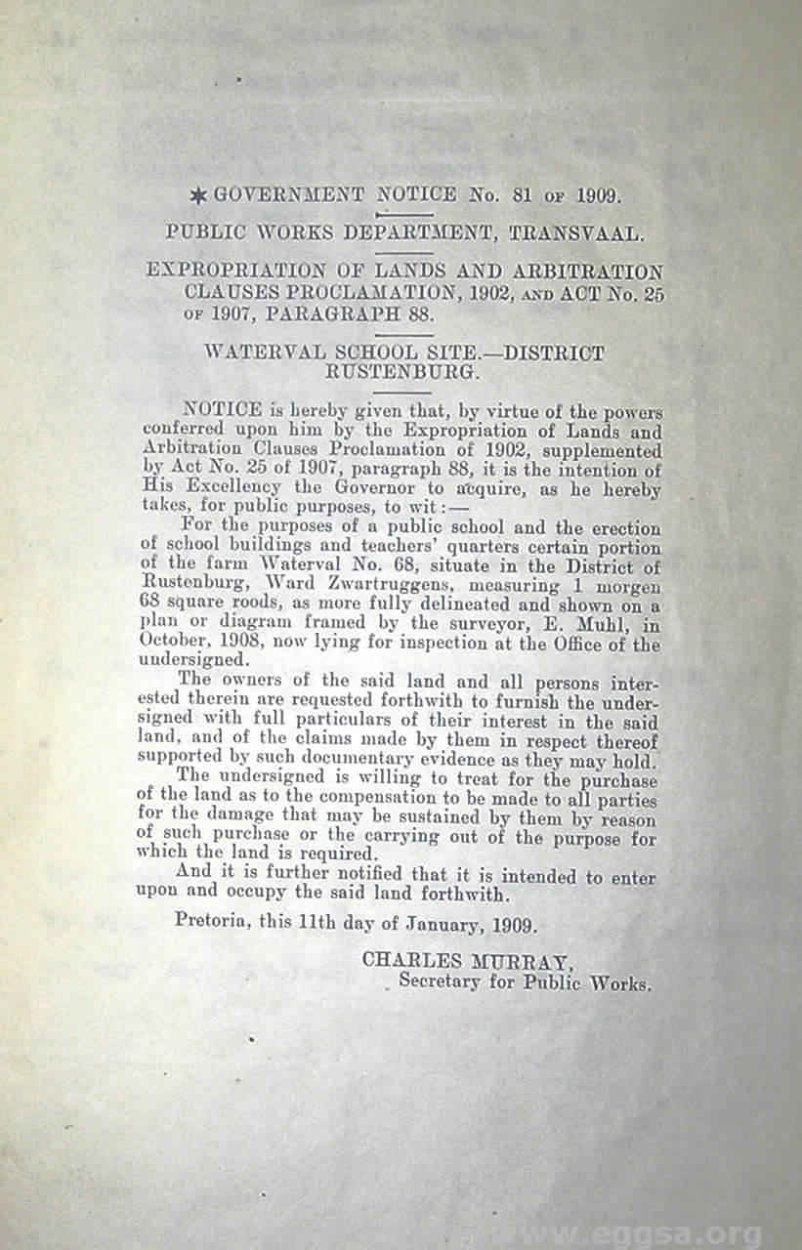 * GOVERNMENT NOTICE No. 81 OF 1909.
PUBLIC WORKS DEPARTMENT, TRANSVAAL.
EXPROPRIATION OF LANDS AND ARBITRATION
CLAUSES PROCLAMATION, 1902, AND ACT No. 25
OF 1907, PARAGRAPH 88.
WATERVAL SCHOOL SITE.—DISTRICT
RUSTENBURG.
NOTICE is hereby given that, by virtue of the powers
conferred upon him by the Expropriation of Lands and
Arbitration Clauses Proclamation of 1902, supplemented
by Act No. 25 of 1907, paragraph 88, it is the intention of
His Excellency the Governor to acquire, as he hereby
takes, for public purposes, to wit:—
For the purposes of a public school and the erection
of school buildings and teachers' quarters certain portion
of the farm Waterval No. 68, situate in the District of
Rustenburg, Ward Zwartruggens, measuring 1 morgen
68 square roods, as more fully delineated and shown on a
plan or diagram framed by the surveyor, E. Muhl, in
October, 1908, now lying for inspection at the Office of the
undersigned.
The owners of the said land and all persons inter-
ested therein are requested forthwith to furnish the under-
signed with full particulars of their interest in the said
land, and of the claims made by them in respect thereof
supported by such documentary evidence as they may hold.
The undersigned is willing to treat for the purchase
of the land as to the compensation to be made to all parties
for the damage that may be sustained by them by reason
of such purchase or the carrying out of the purpose for
which the land is required.
And it is further notified that it is intended to enter
upon and occupy the said land forthwith.
Pretoria, this 11th day of January, 1909.
CHARLES MURRAY,
Secretary for Public Works.
www.eggsa.org